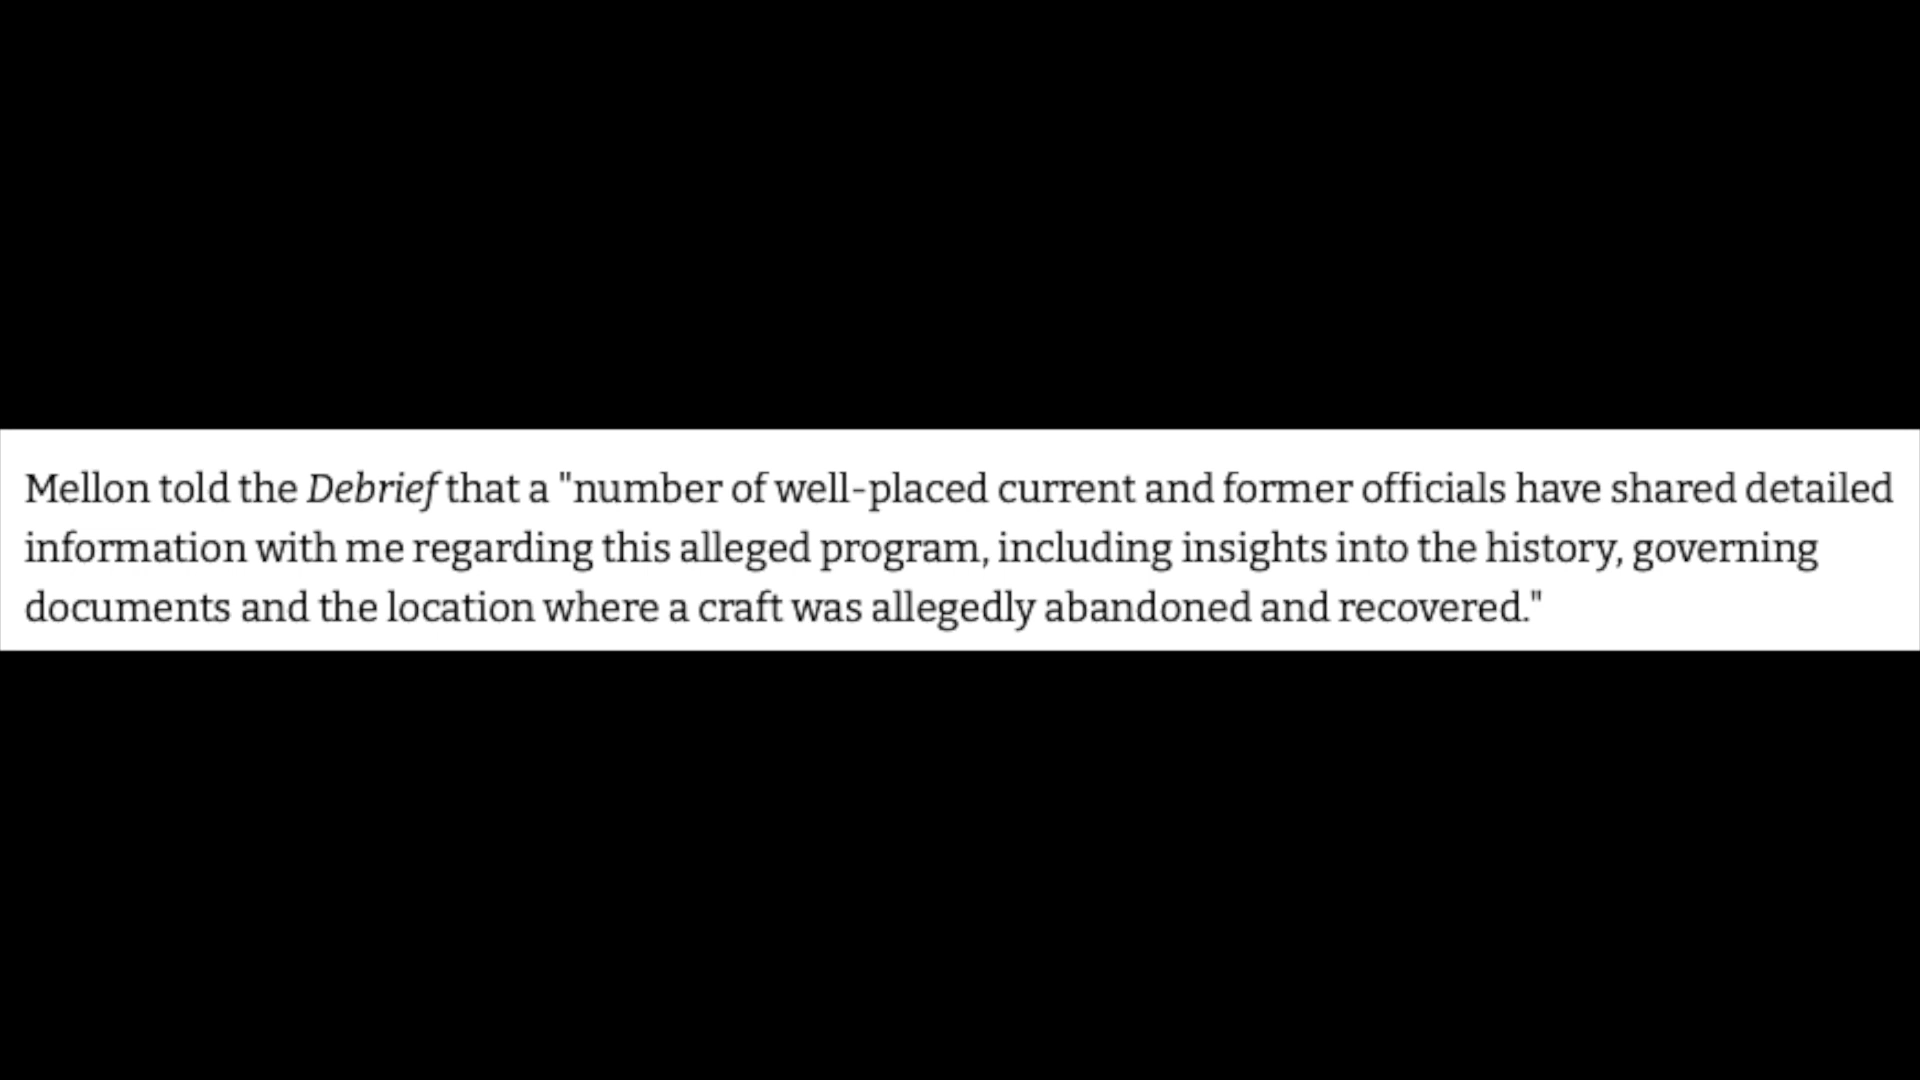 Mellon told the Debrief that a "number of well-placed current and former officials have shared detailed
information with me regarding this alleged program, including insights into the history, governing
documents and the location where a craft was allegedly abandoned and recovered."